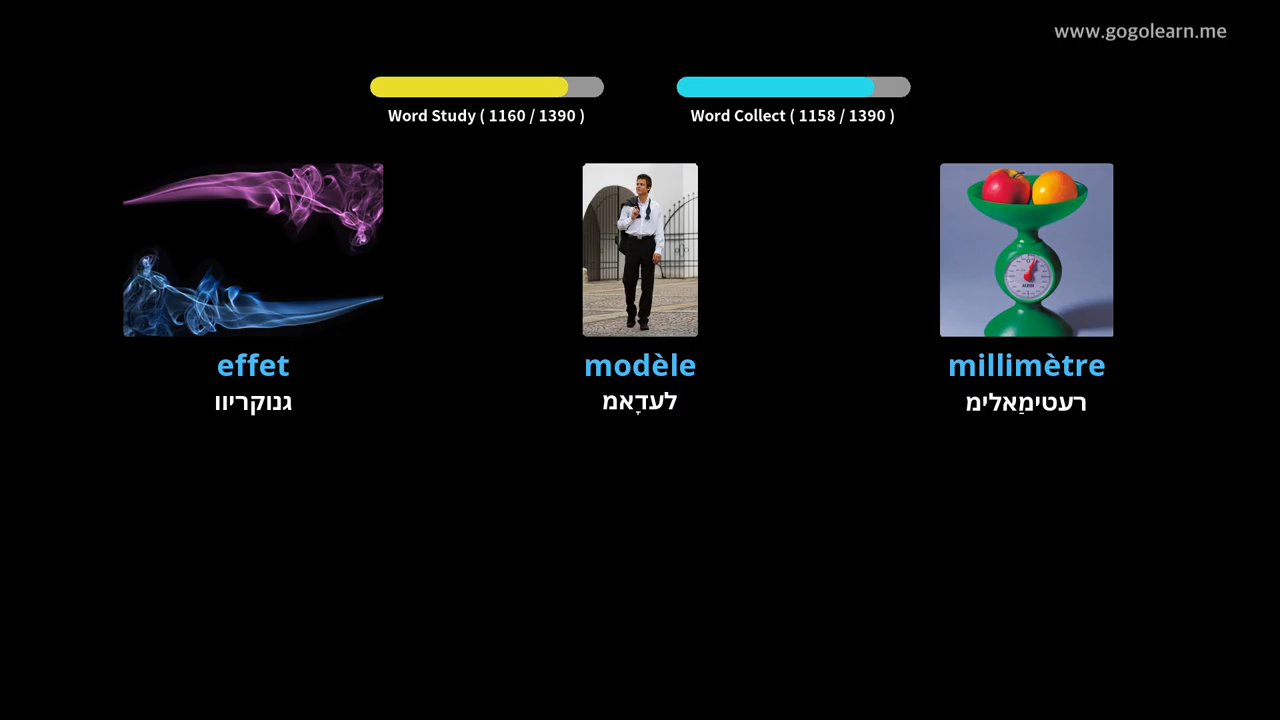 www.gogolearn.me
Word Study ( 1160 / 1390 )
Word Collect ( 1158 / 1390 )
effet
גנוקריוו
modèle
לעדָאמ
millimètre
רעטימַאלימ